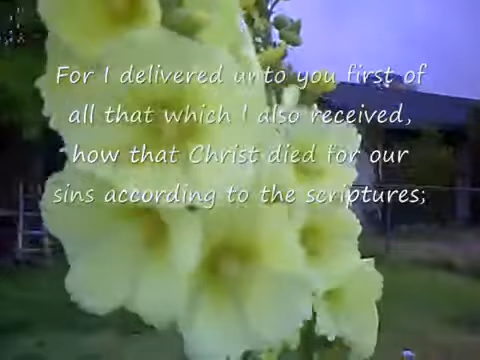 For I delivered unto you first of
all that which I also received,
how that Christ died for our
sins according to the scriptures;